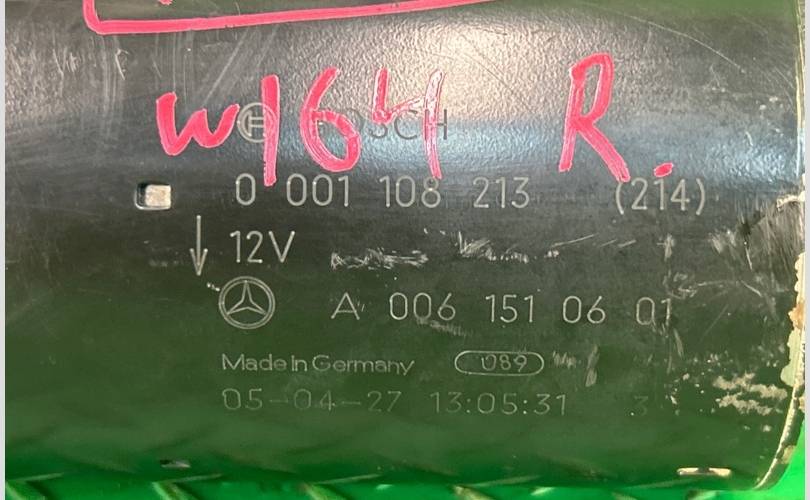 W164 R.
BOSCH
0 001 108 213 (214)
12V
A 006 151 06 01
Made in Germany 089
05-04-27 13:05:31 3